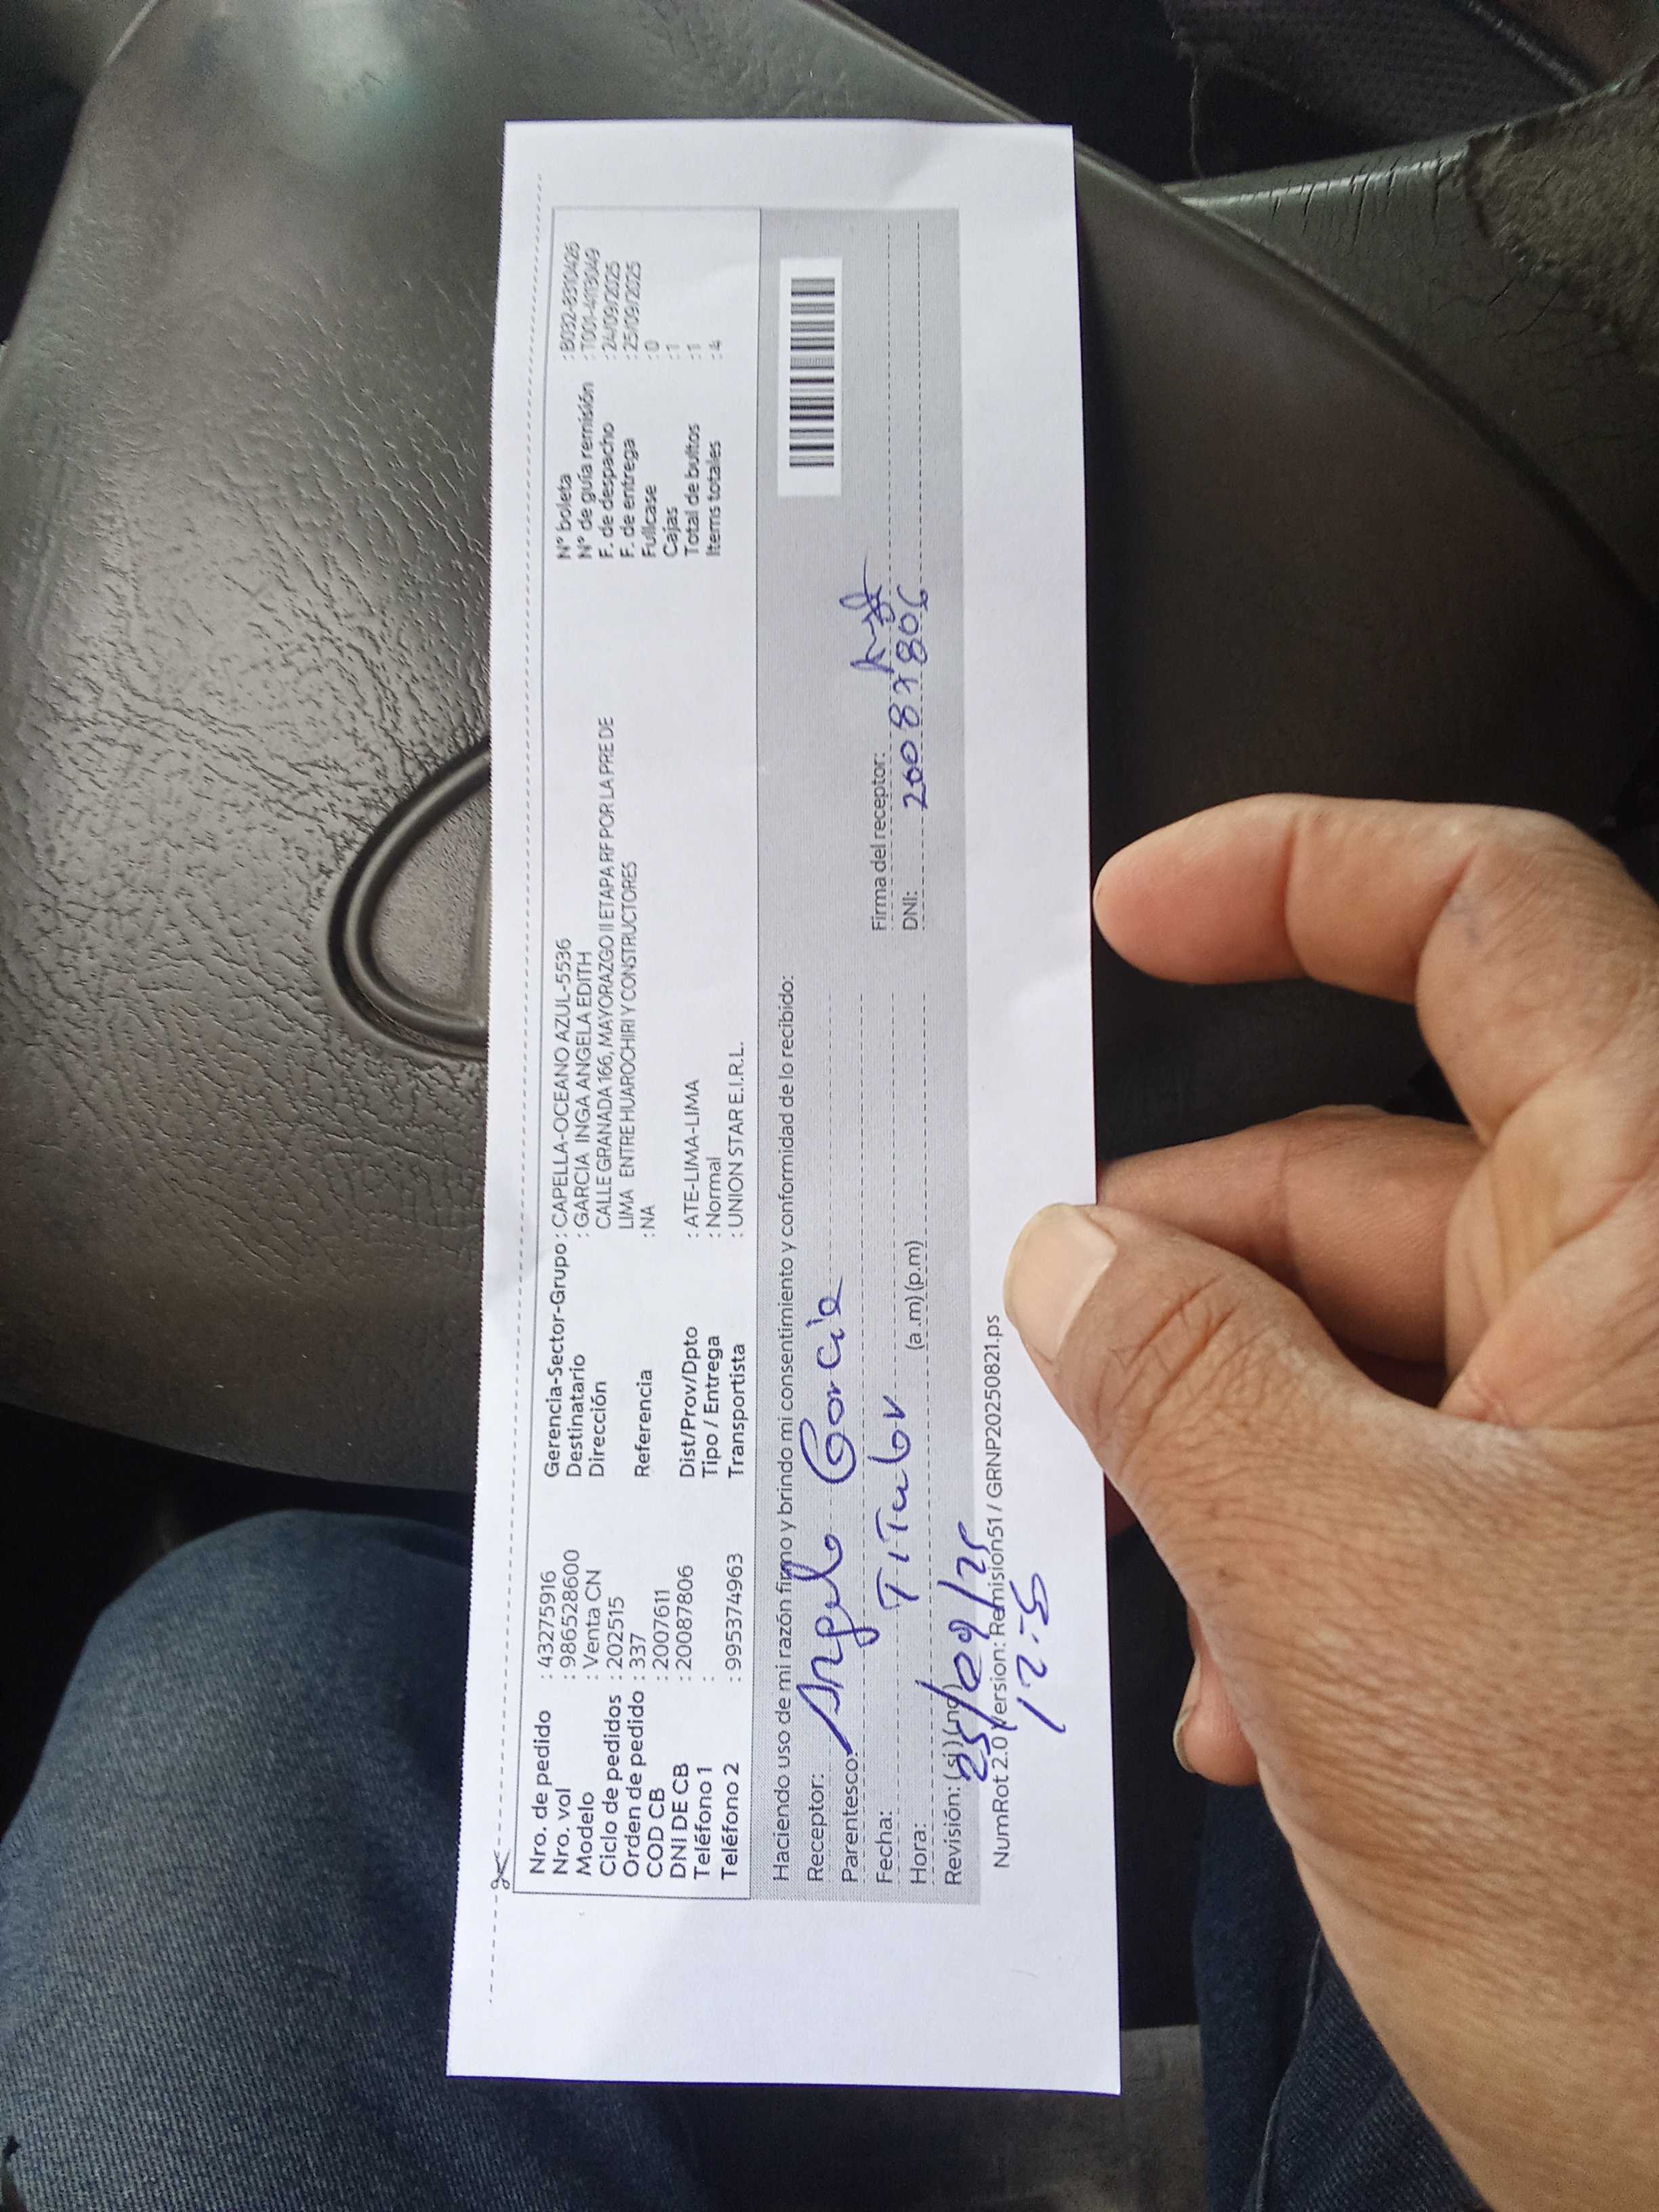 Nro. de pedido : 43275916
Nro. vol : 986528600
Modelo : Venta CN
Ciclo de pedidos : 202515
Orden de pedido : 337
COD CB : 2007611
DNI DE CB : 20087806
Teléfono 1 :
Teléfono 2 : 995374963
Gerencia-Sector-Grupo : CAPELLA-OCEANO AZUL-5536
Destinatario : GARCIA INGA ANGELA EDITH
Dirección CALLE GRANADA 166, MAYORAZGO II ETAPA RF POR LA PRE DE
LIMA ENTRE HUAROCHIRI Y CONSTRUCTORES
Referencia : NA
Dist/Prov/Dpto : ATE-LIMA-LIMA
Tipo / Entrega : Normal
Transportista : UNION STAR E.I.R.L.
N° boleta : B032-8310426
N° de guía remisión : T001-
F. de despacho : 24/09/2025
F. de entrega : 25/09/2025
Fullcase : 0
Cajas : 1
Total de bultos : 1
Items totales : 4
Haciendo uso de mi razón firmo y brindo mi consentimiento y conformidad de lo recibido:
Receptor: Angela Garcia
Parentesco: Titular
Fecha:
Hora: (a.m) (p.m)
Revisión: (si) (no)
25/09/25
12:5
Firma del receptor:
DNI: 20087806
NumRot 2.0 Version: Remision51 / GRNP20250821.ps